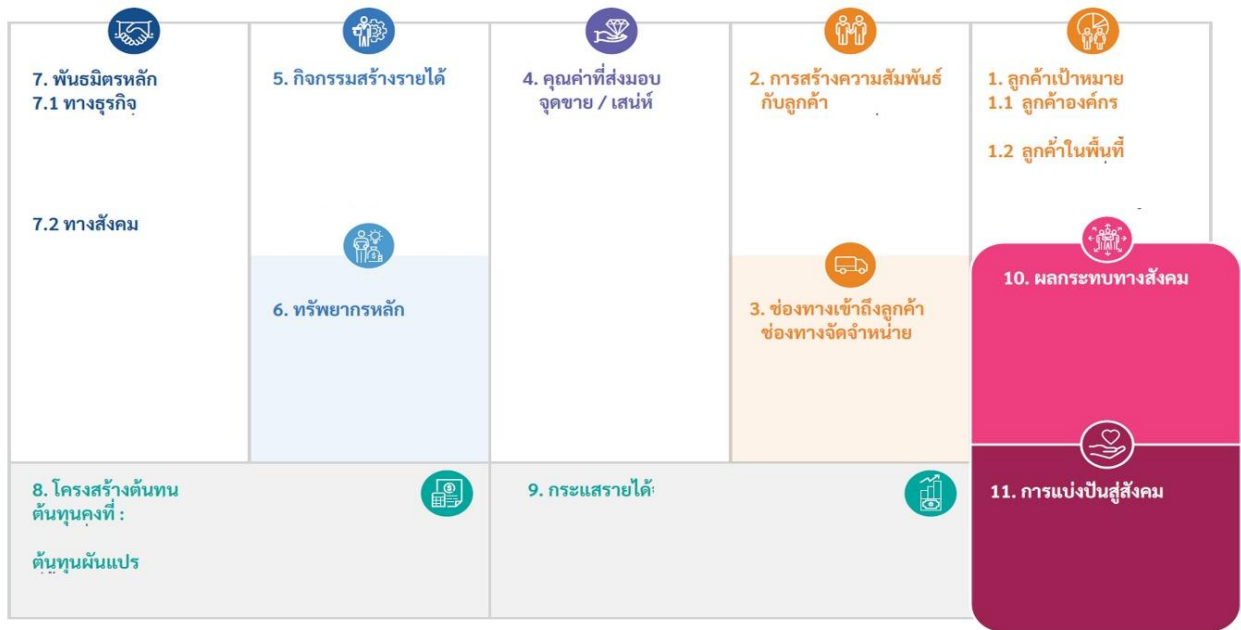 7. พันธมิตรหลัก
7.1 ทางธุรกิจ
7.2 ทางสังคม
5. กิจกรรมสร้างรายได้
6. ทรัพยากรหลัก
4. คุณค่าที่ส่งมอบ
จุดขาย / เสน่ห์
2. การสร้างความสัมพันธ์
กับลูกค้า
3. ช่องทางเข้าถึงลูกค้า
ช่องทางจัดจำหน่าย
1. ลูกค้าเป้าหมาย
1.1 ลูกค้าองค์กร
1.2 ลูกค้าในพื้นที่
10. ผลกระทบทางสังคม
11. การแบ่งปันสู่สังคม
8. โครงสร้างต้นทน
ต้นทุนคงที่ :
ต้นทุนผันแปร
9. กระแสรายได้